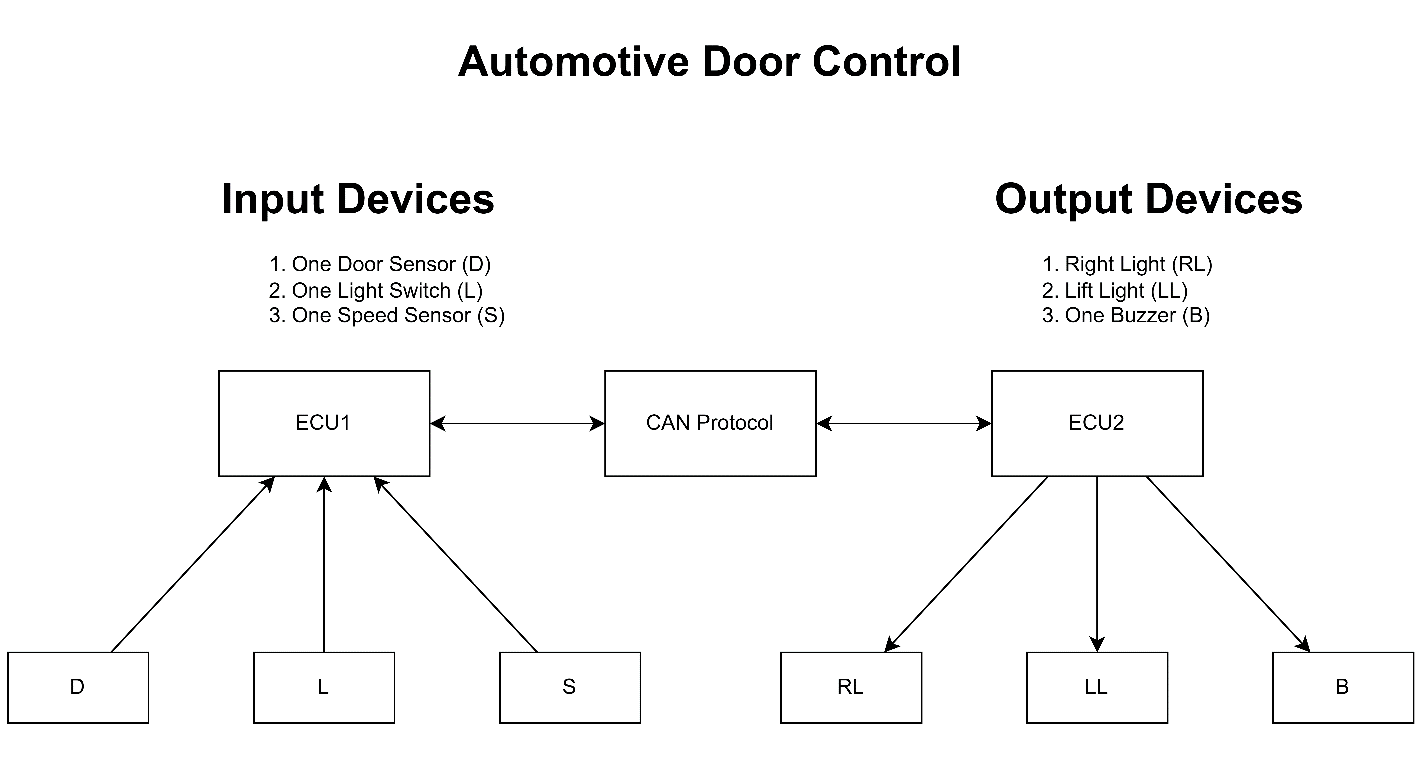 Automotive Door Control
Input Devices
1. One Door Sensor (D)
2. One Light Switch (L)
3. One Speed Sensor (S)
Output Devices
1. Right Light (RL)
2. Lift Light (LL)
3. One Buzzer (B)
ECU1
CAN Protocol
ECU2
D
L
S
RL
LL
B